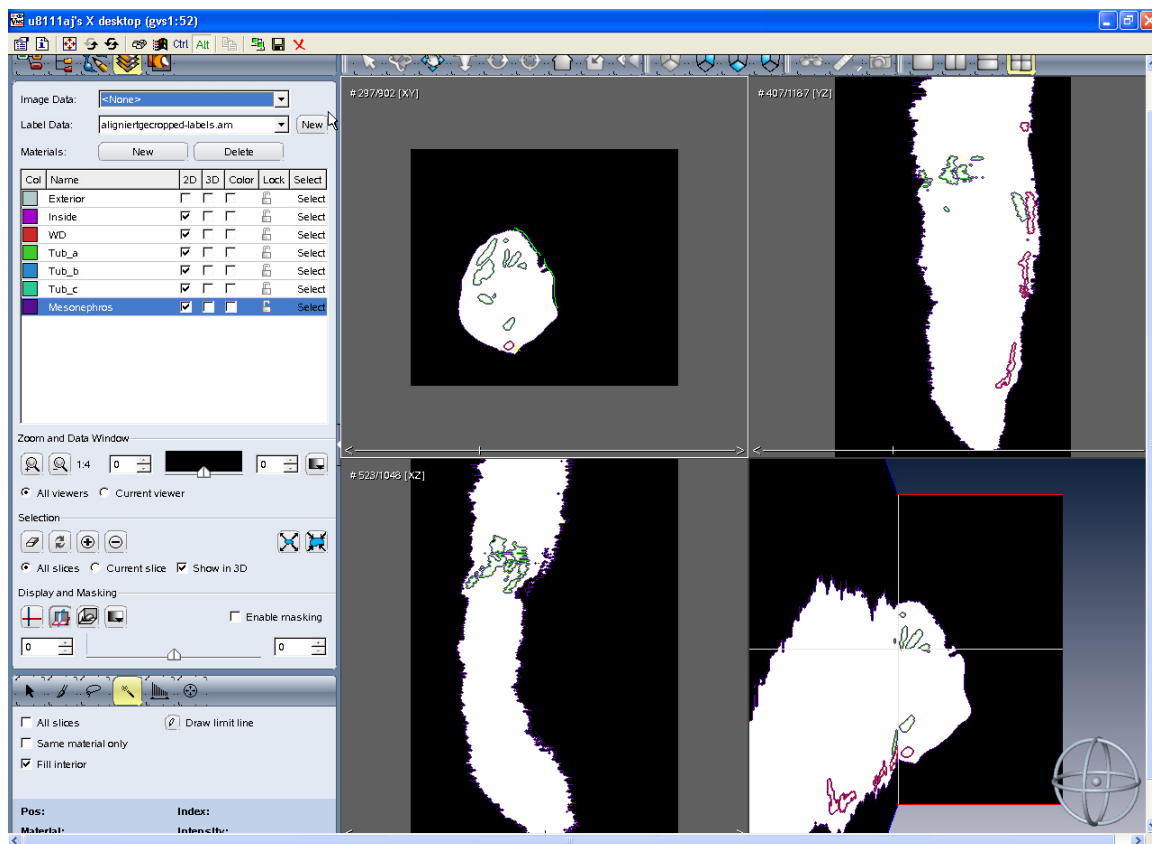 u8111aj's X desktop (gvs1:52)
Ctrl Alt
Image Data: <None>
Label Data: aligniertgecropped-labels.am New
Materials: New Delete
Col Name 2D 3D Color Lock Select
Exterior Select
Inside Select
WD Select
Tub_a Select
Tub_b Select
Tub_c Select
Mesonephros Select
Zoom and Data Window
1:4 0 0
All viewers Current viewer
Selection
All slices Current slice Show in 3D
Display and Masking
Enable masking
0 0
All slices Draw limit line
Same material only
Fill interior
Pos: Index:
Material: Intensity:
# 297/902 [XY]
# 407/1187 [YZ]
# 523/1048 [XZ]